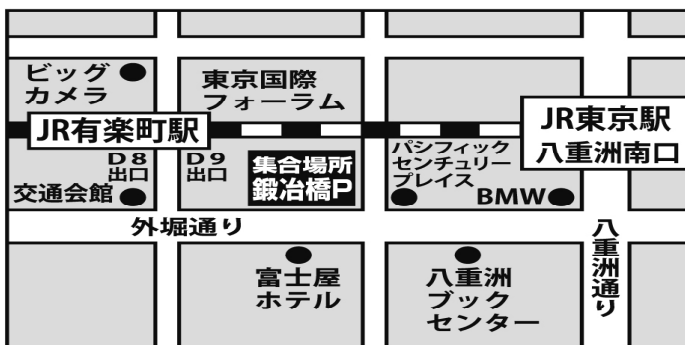 ビッグ
カメラ
東京国際
フォーラム
JR有楽町駅
JR東京駅
八重洲南口
D8
出口
D9
出口
集合場所
鍛冶橋P
パシフィック
センチュリー
プレイス
交通会館
BMW
外堀通り
八重洲通り
富士屋
ホテル
八重洲
ブック
センター